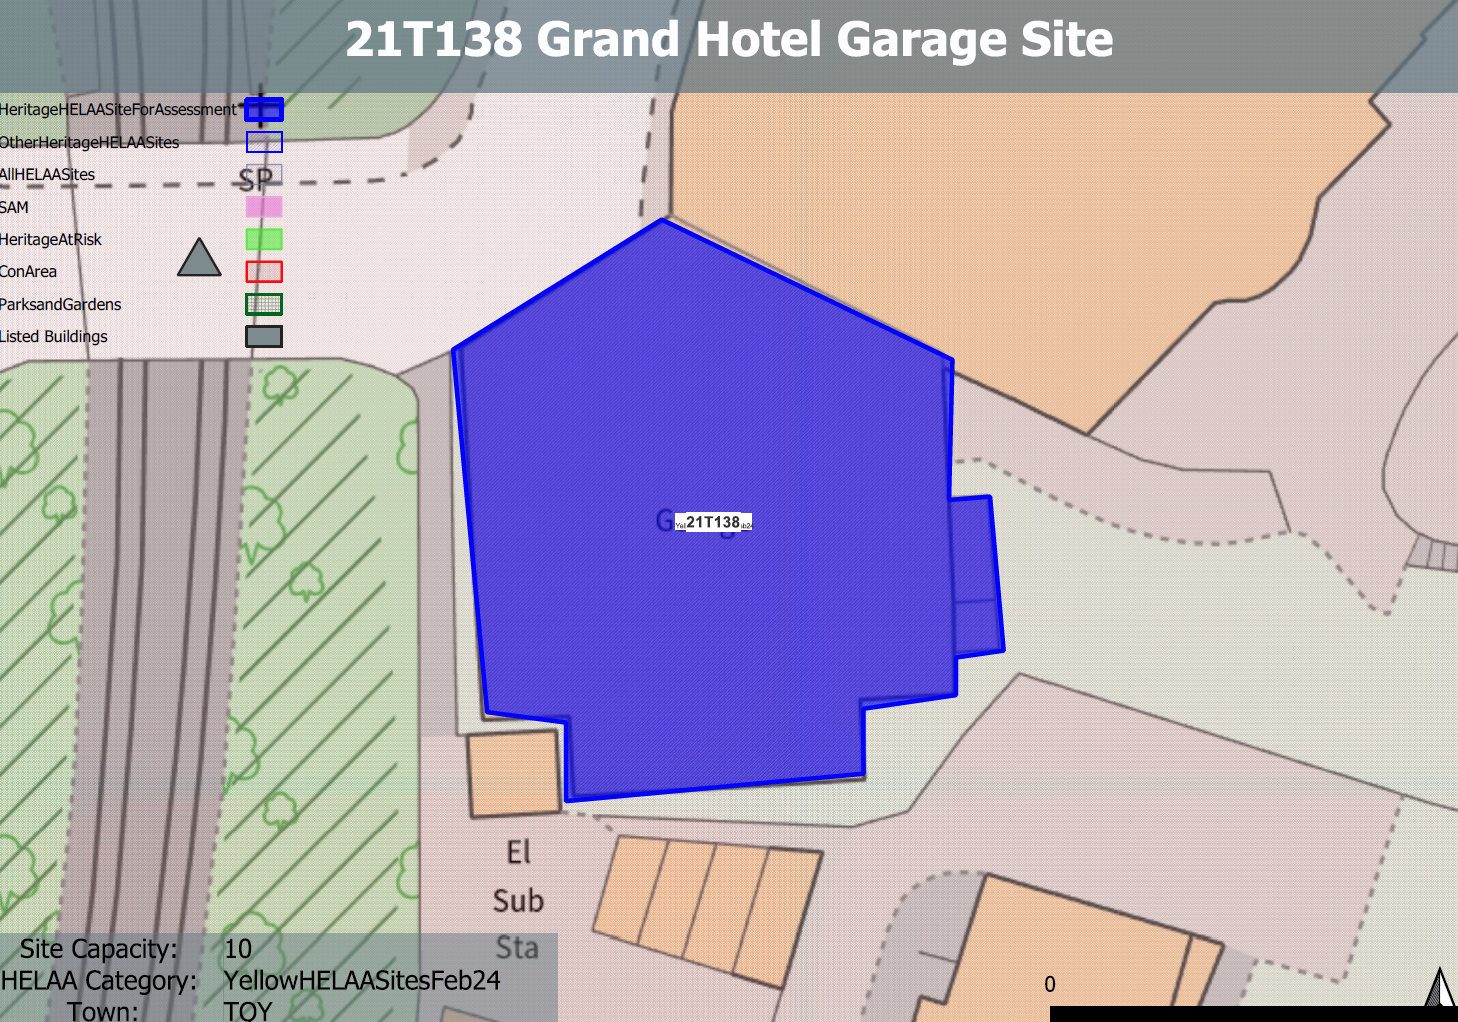 21T138 Grand Hotel Garage Site
HeritageHELAASiteForAssessment
OtherHeritageHELAASites
AllHELAASites
SP
SAM
HeritageAtRisk
ConArea
ParksandGardens
Listed Buildings
21T138
El
Sub
Sta
Site Capacity: 10
HELAA Category: YellowHELAASitesFeb24
Town: TQY
0